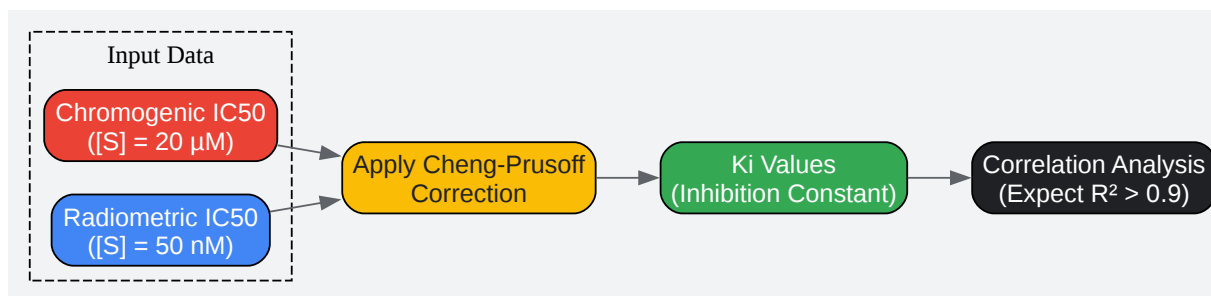 Input Data
Chromogenic IC50
([S] = 20 µM)
Radiometric IC50
([S] = 50 nM)
Apply Cheng-Prusoff
Correction
Ki Values
(Inhibition Constant)
Correlation Analysis
(Expect R² > 0.9)